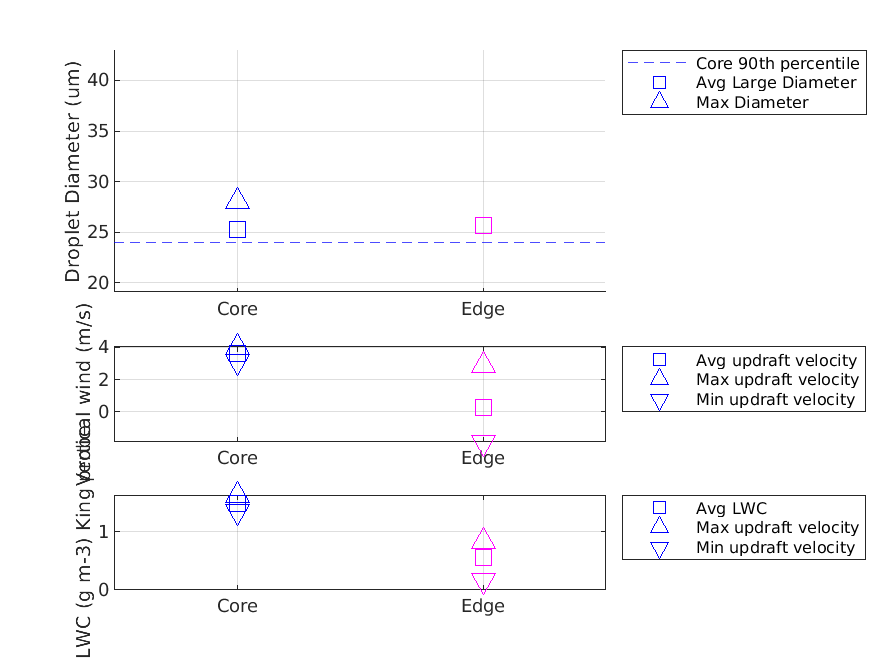 Droplet Diameter (um)
40
35
30
25
20
Core
Edge
Core 90th percentile
Avg Large Diameter
Max Diameter
Vertical wind (m/s)
4
2
0
Core
Edge
Avg updraft velocity
Max updraft velocity
Min updraft velocity
LWC (g m-3) King probe
1
0
Core
Edge
Avg LWC
Max updraft velocity
Min updraft velocity